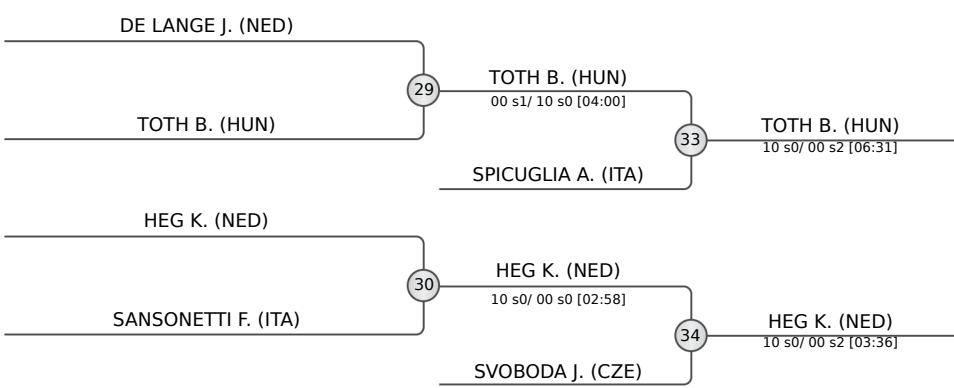 DE LANGE J. (NED)
29
TOTH B. (HUN)
TOTH B. (HUN)
00 s1/ 10 s0 [04:00]
33
SPICUGLIA A. (ITA)
TOTH B. (HUN)
10 s0/ 00 s2 [06:31]
HEG K. (NED)
30
SANSONETTI F. (ITA)
HEG K. (NED)
10 s0/ 00 s0 [02:58]
34
SVOBODA J. (CZE)
HEG K. (NED)
10 s0/ 00 s2 [03:36]